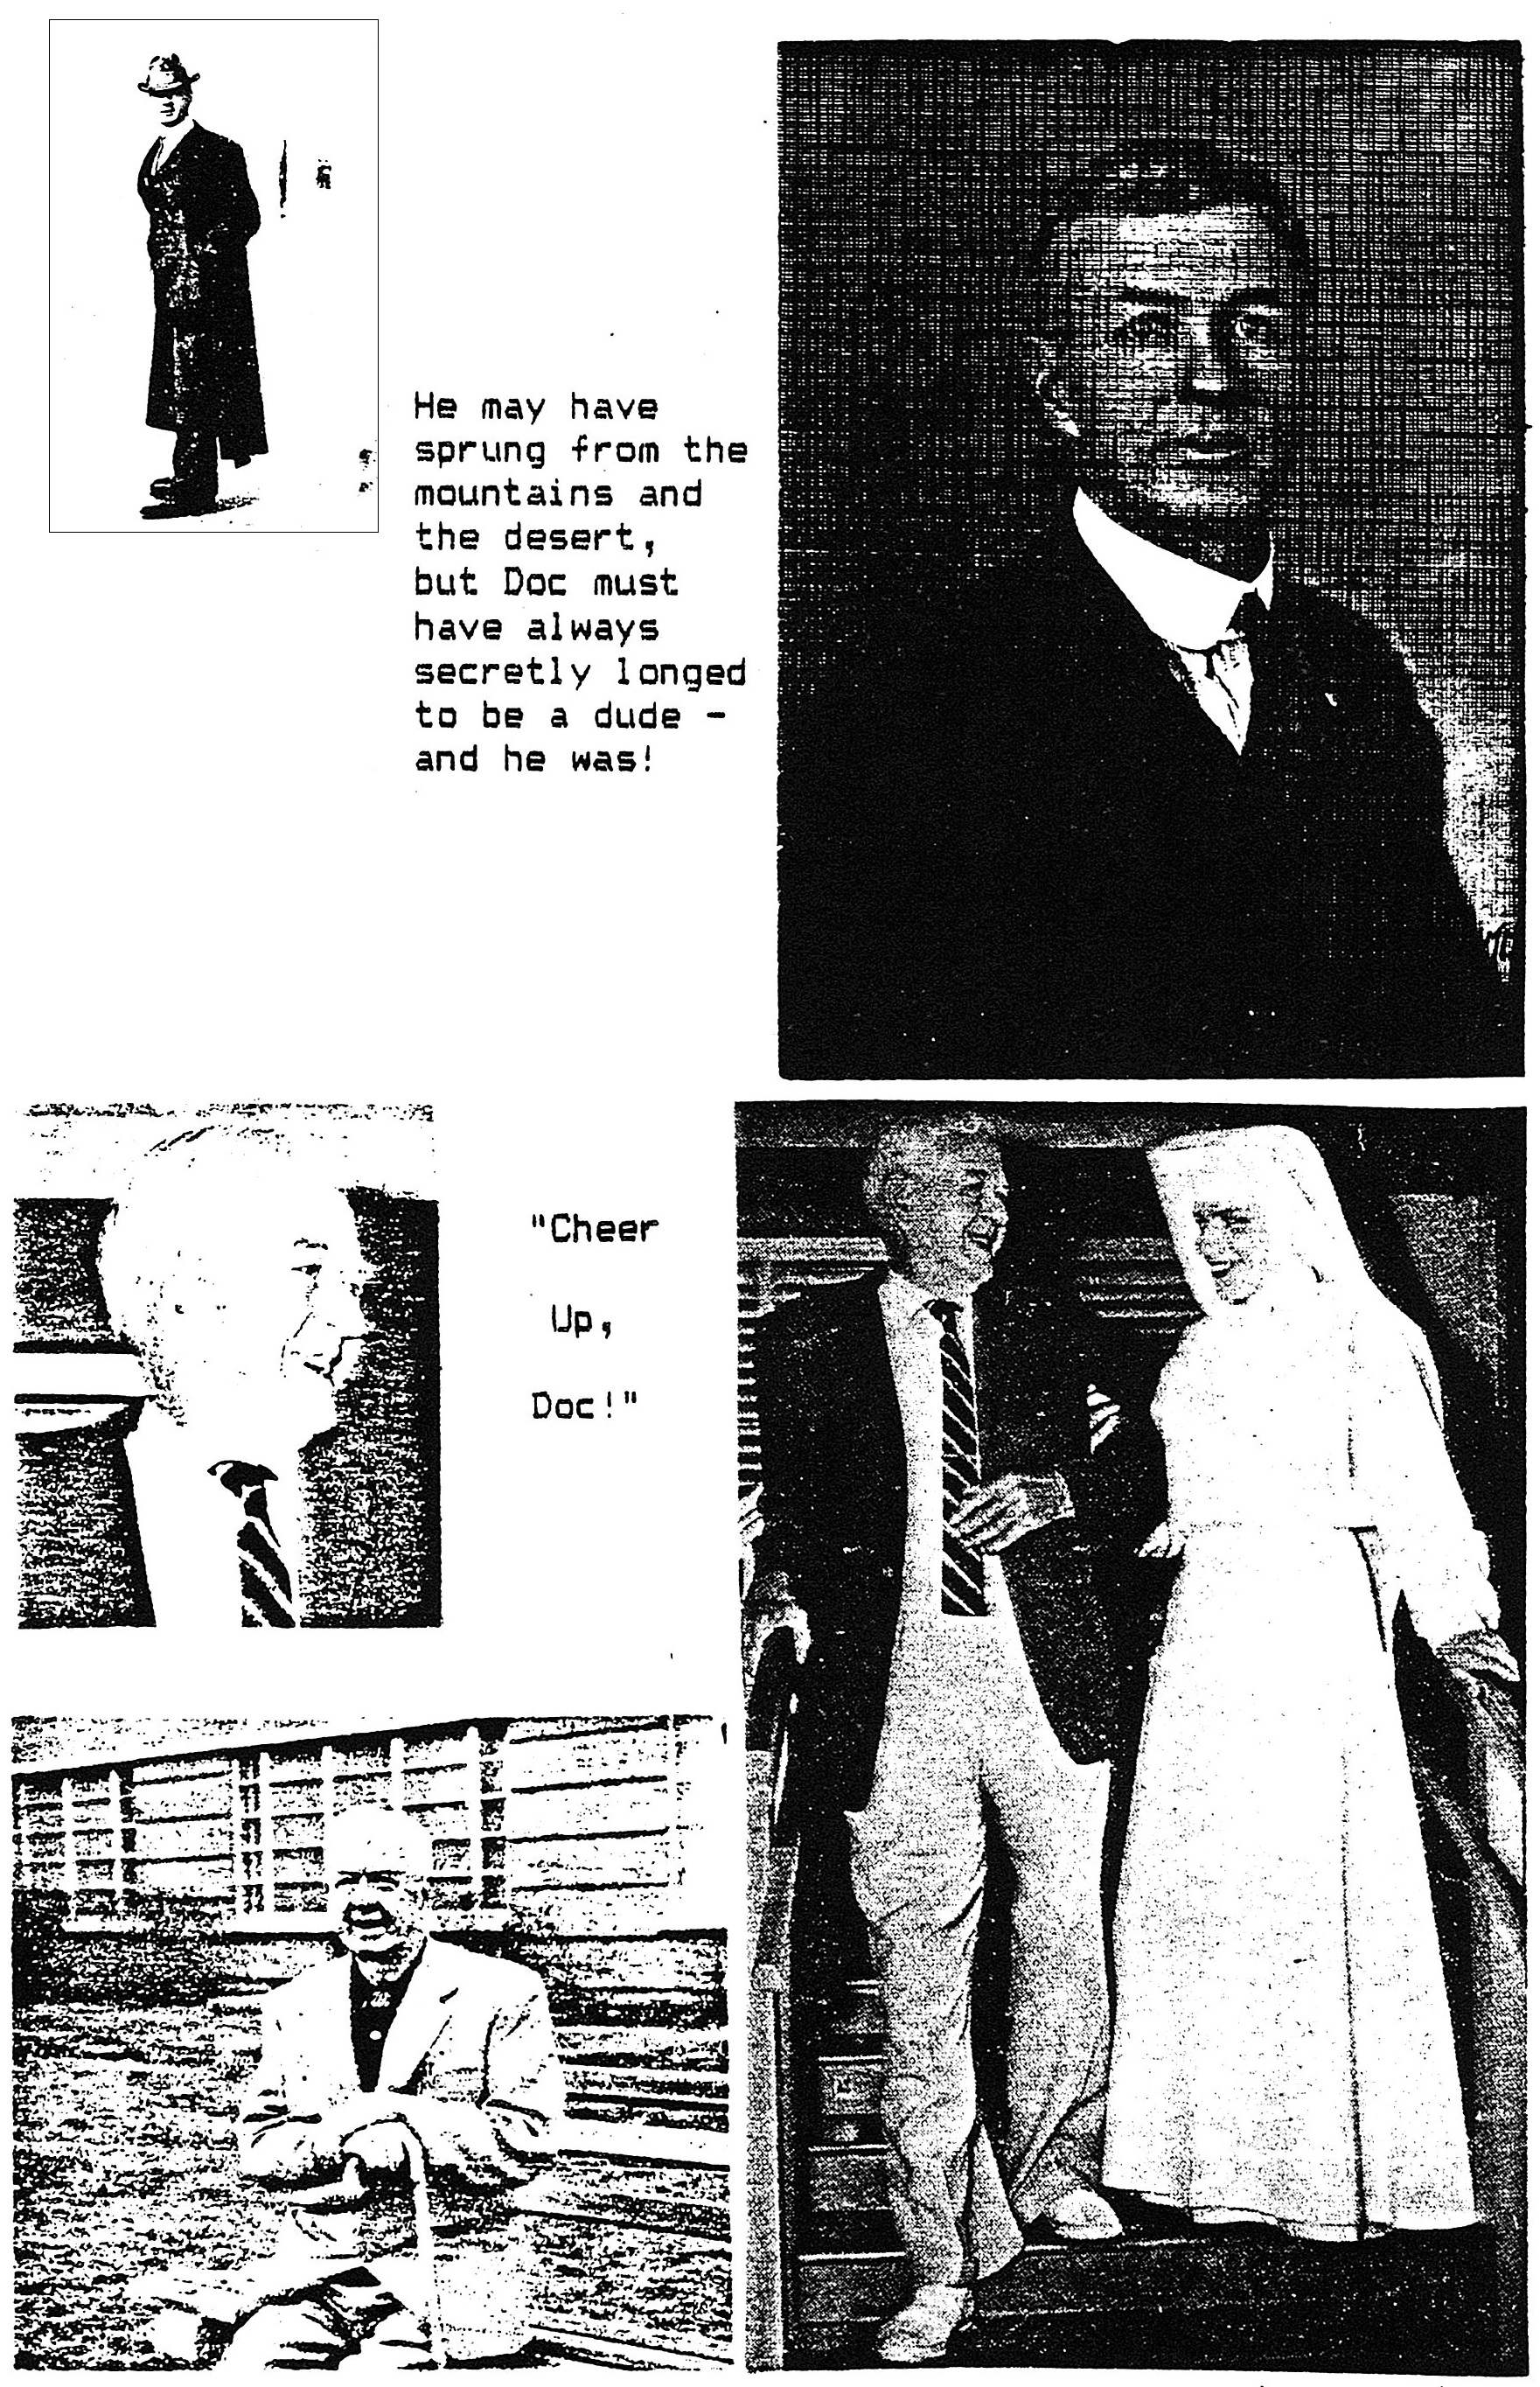 He may have
sprung from the
mountains and
the desert,
but Doc must
have always
secretly longed
to be a dude -
and he was!
"Cheer
Up,
Doc!"